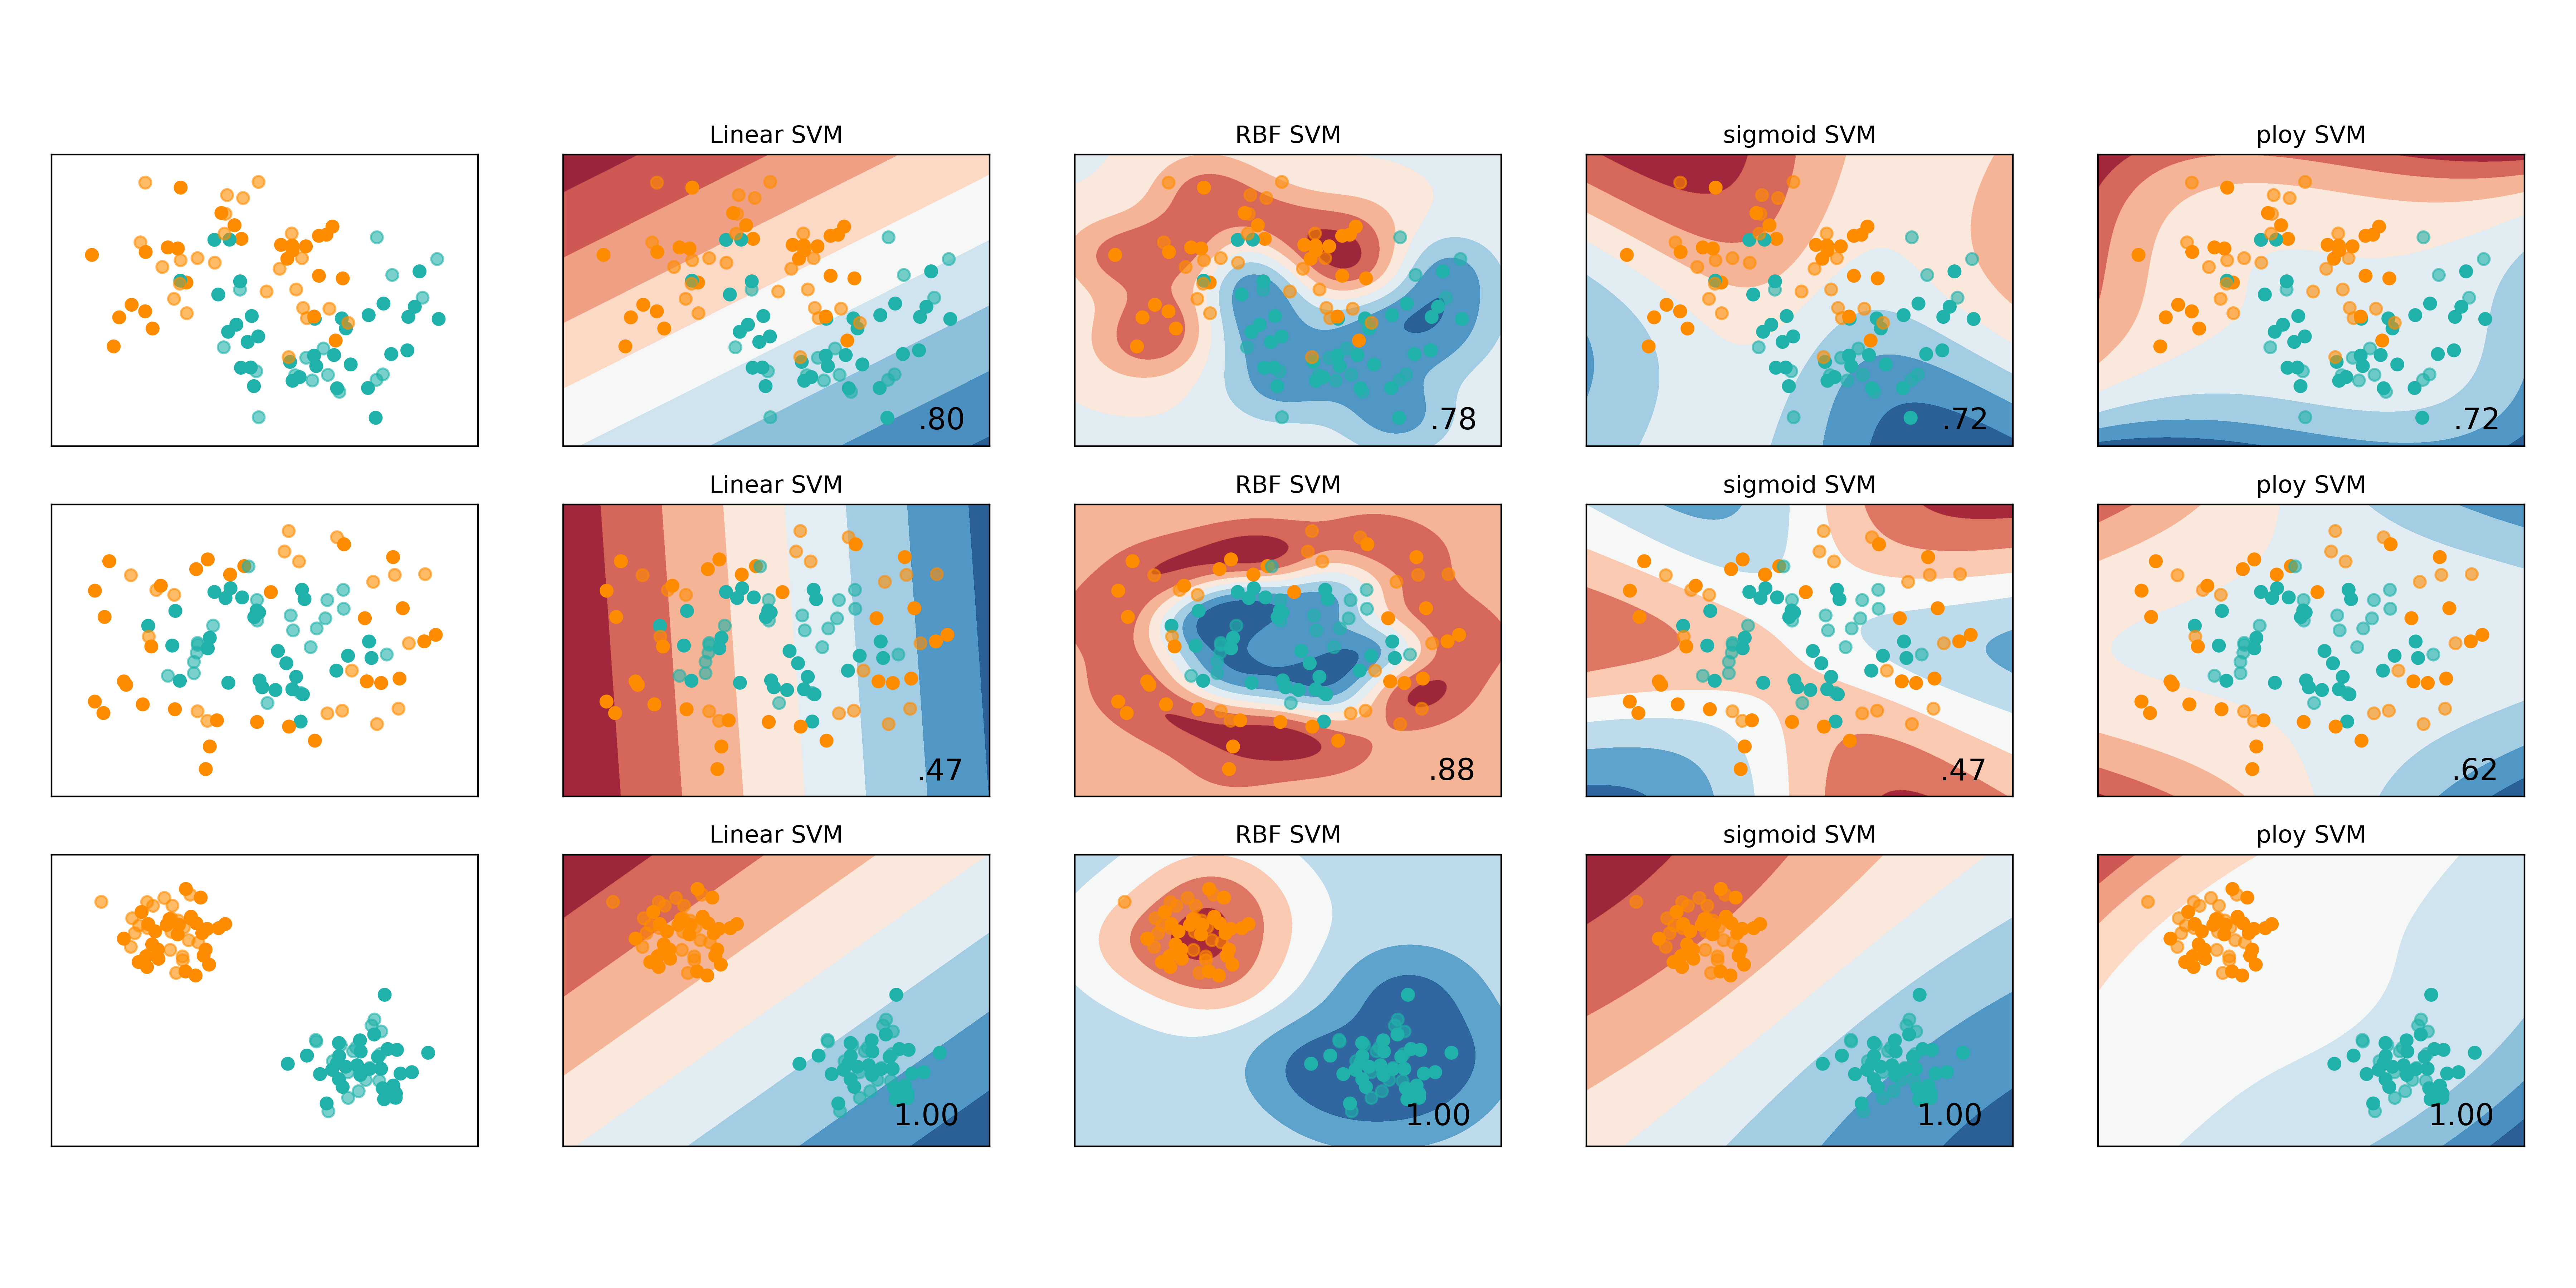 Linear SVM
RBF SVM
sigmoid SVM
ploy SVM
.80
.78
.72
.72
Linear SVM
RBF SVM
sigmoid SVM
ploy SVM
.47
.88
.47
.62
Linear SVM
RBF SVM
sigmoid SVM
ploy SVM
1.00
1.00
1.00
1.00